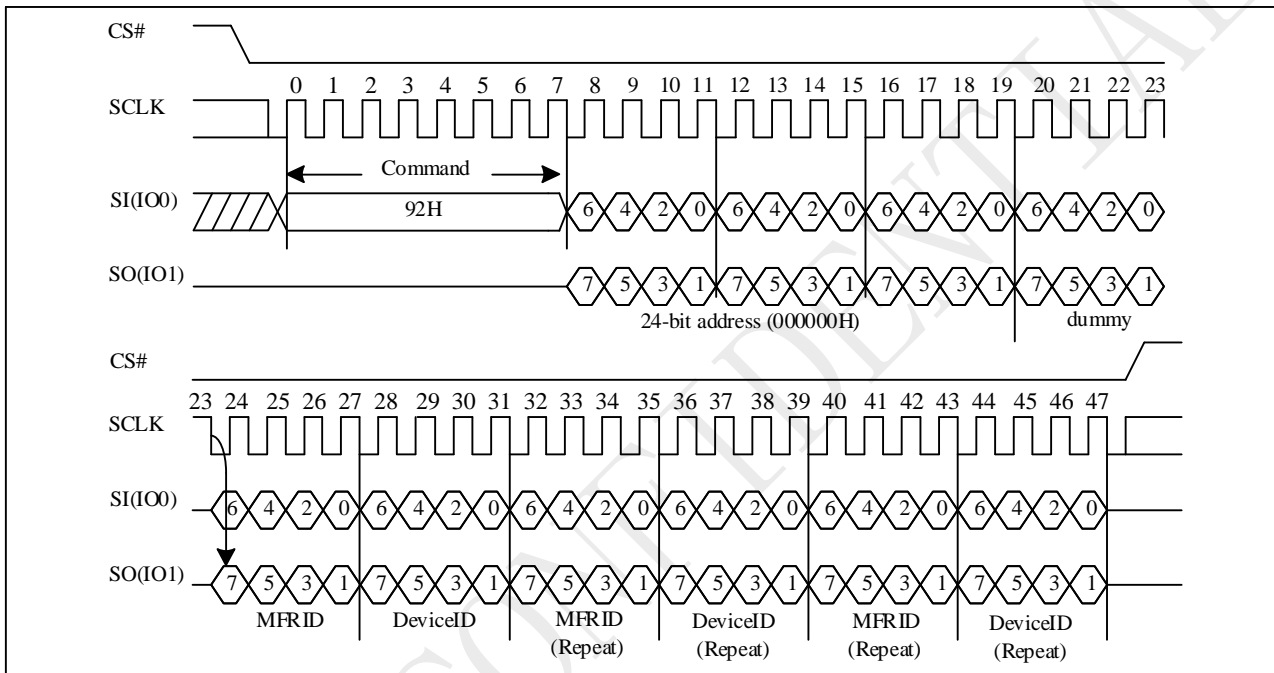 CS#
0 1 2 3 4 5 6 7 8 9 10 11 12 13 14 15 16 17 18 19 20 21 22 23
SCLK
Command
SI(IO0)
92H
6 4 2 0 6 4 2 0 6 4 2 0 6 4 2 0
SO(IO1)
7 5 3 1 7 5 3 1 7 5 3 1 7 5 3 1
24-bit address (000000H)
dummy
CS#
23 24 25 26 27 28 29 30 31 32 33 34 35 36 37 38 39 40 41 42 43 44 45 46 47
SCLK
SI(IO0)
6 4 2 0 6 4 2 0 6 4 2 0 6 4 2 0 6 4 2 0 6 4 2 0
SO(IO1)
7 5 3 1 7 5 3 1 7 5 3 1 7 5 3 1 7 5 3 1 7 5 3 1
MFRID DeviceID MFRID DeviceID MFRID DeviceID
(Repeat) (Repeat) (Repeat) (Repeat)
CONFIDENTIAL